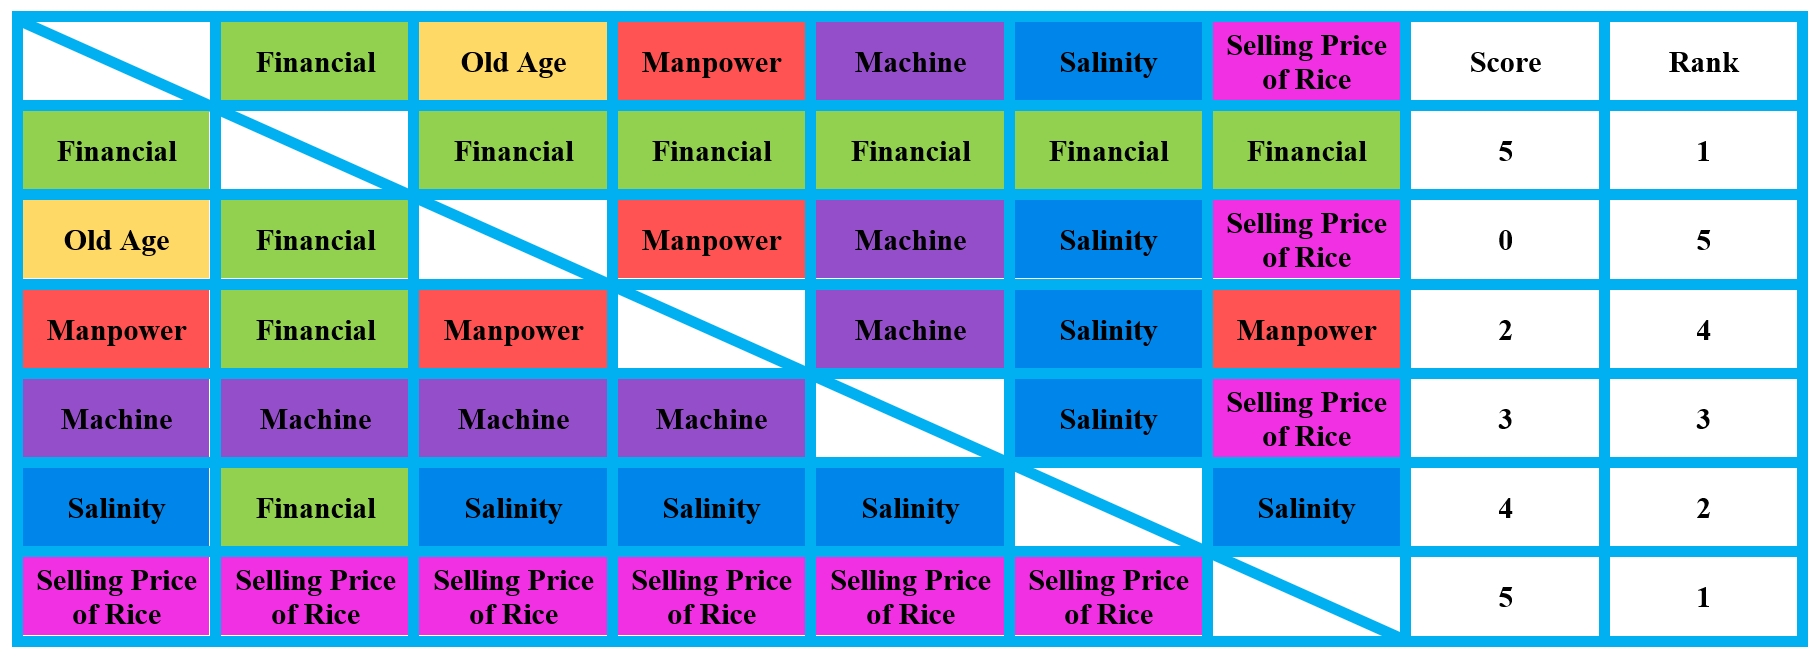 Financial
Old Age
Manpower
Machine
Salinity
Selling Price
of Rice
Score
Rank
Financial
Financial
Financial
Financial
Financial
Financial
5
1
Old Age
Financial
Manpower
Machine
Salinity
Selling Price
of Rice
0
5
Manpower
Financial
Manpower
Machine
Salinity
Manpower
2
4
Machine
Machine
Machine
Machine
Salinity
Selling Price
of Rice
3
3
Salinity
Financial
Salinity
Salinity
Salinity
Salinity
4
2
Selling Price
of Rice
Selling Price
of Rice
Selling Price
of Rice
Selling Price
of Rice
Selling Price
of Rice
Selling Price
of Rice
5
1